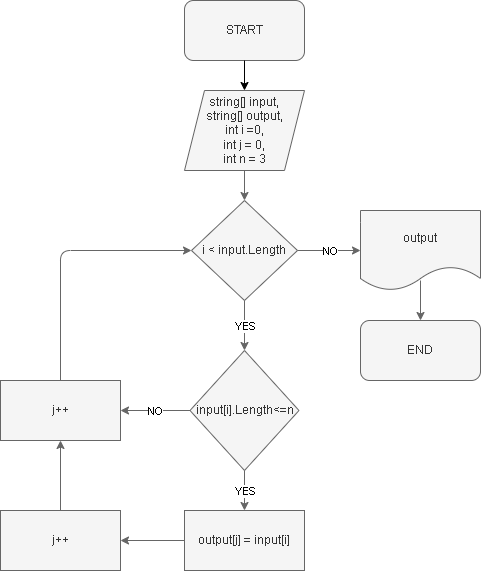 START
string[] input,
string[] output,
int i =0,
int j = 0,
int n = 3
i < input.Length
NO
output
YES
END
j++
NO
input[i].Length<=n
YES
j++
output[j] = input[i]